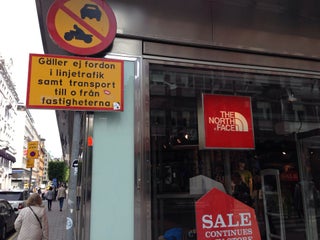 Gäller ej fordon
i linjetrafik
samt transport
till o från
fastigheterna
THE
NORTH
FACE
SALE
CONTINUES